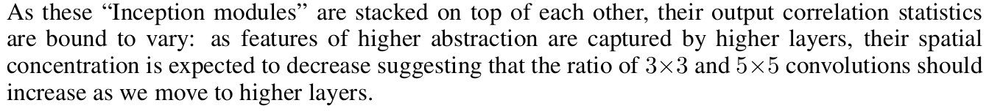 As these “Inception modules” are stacked on top of each other, their output correlation statistics
are bound to vary: as features of higher abstraction are captured by higher layers, their spatial
concentration is expected to decrease suggesting that the ratio of 3×3 and 5×5 convolutions should
increase as we move to higher layers.